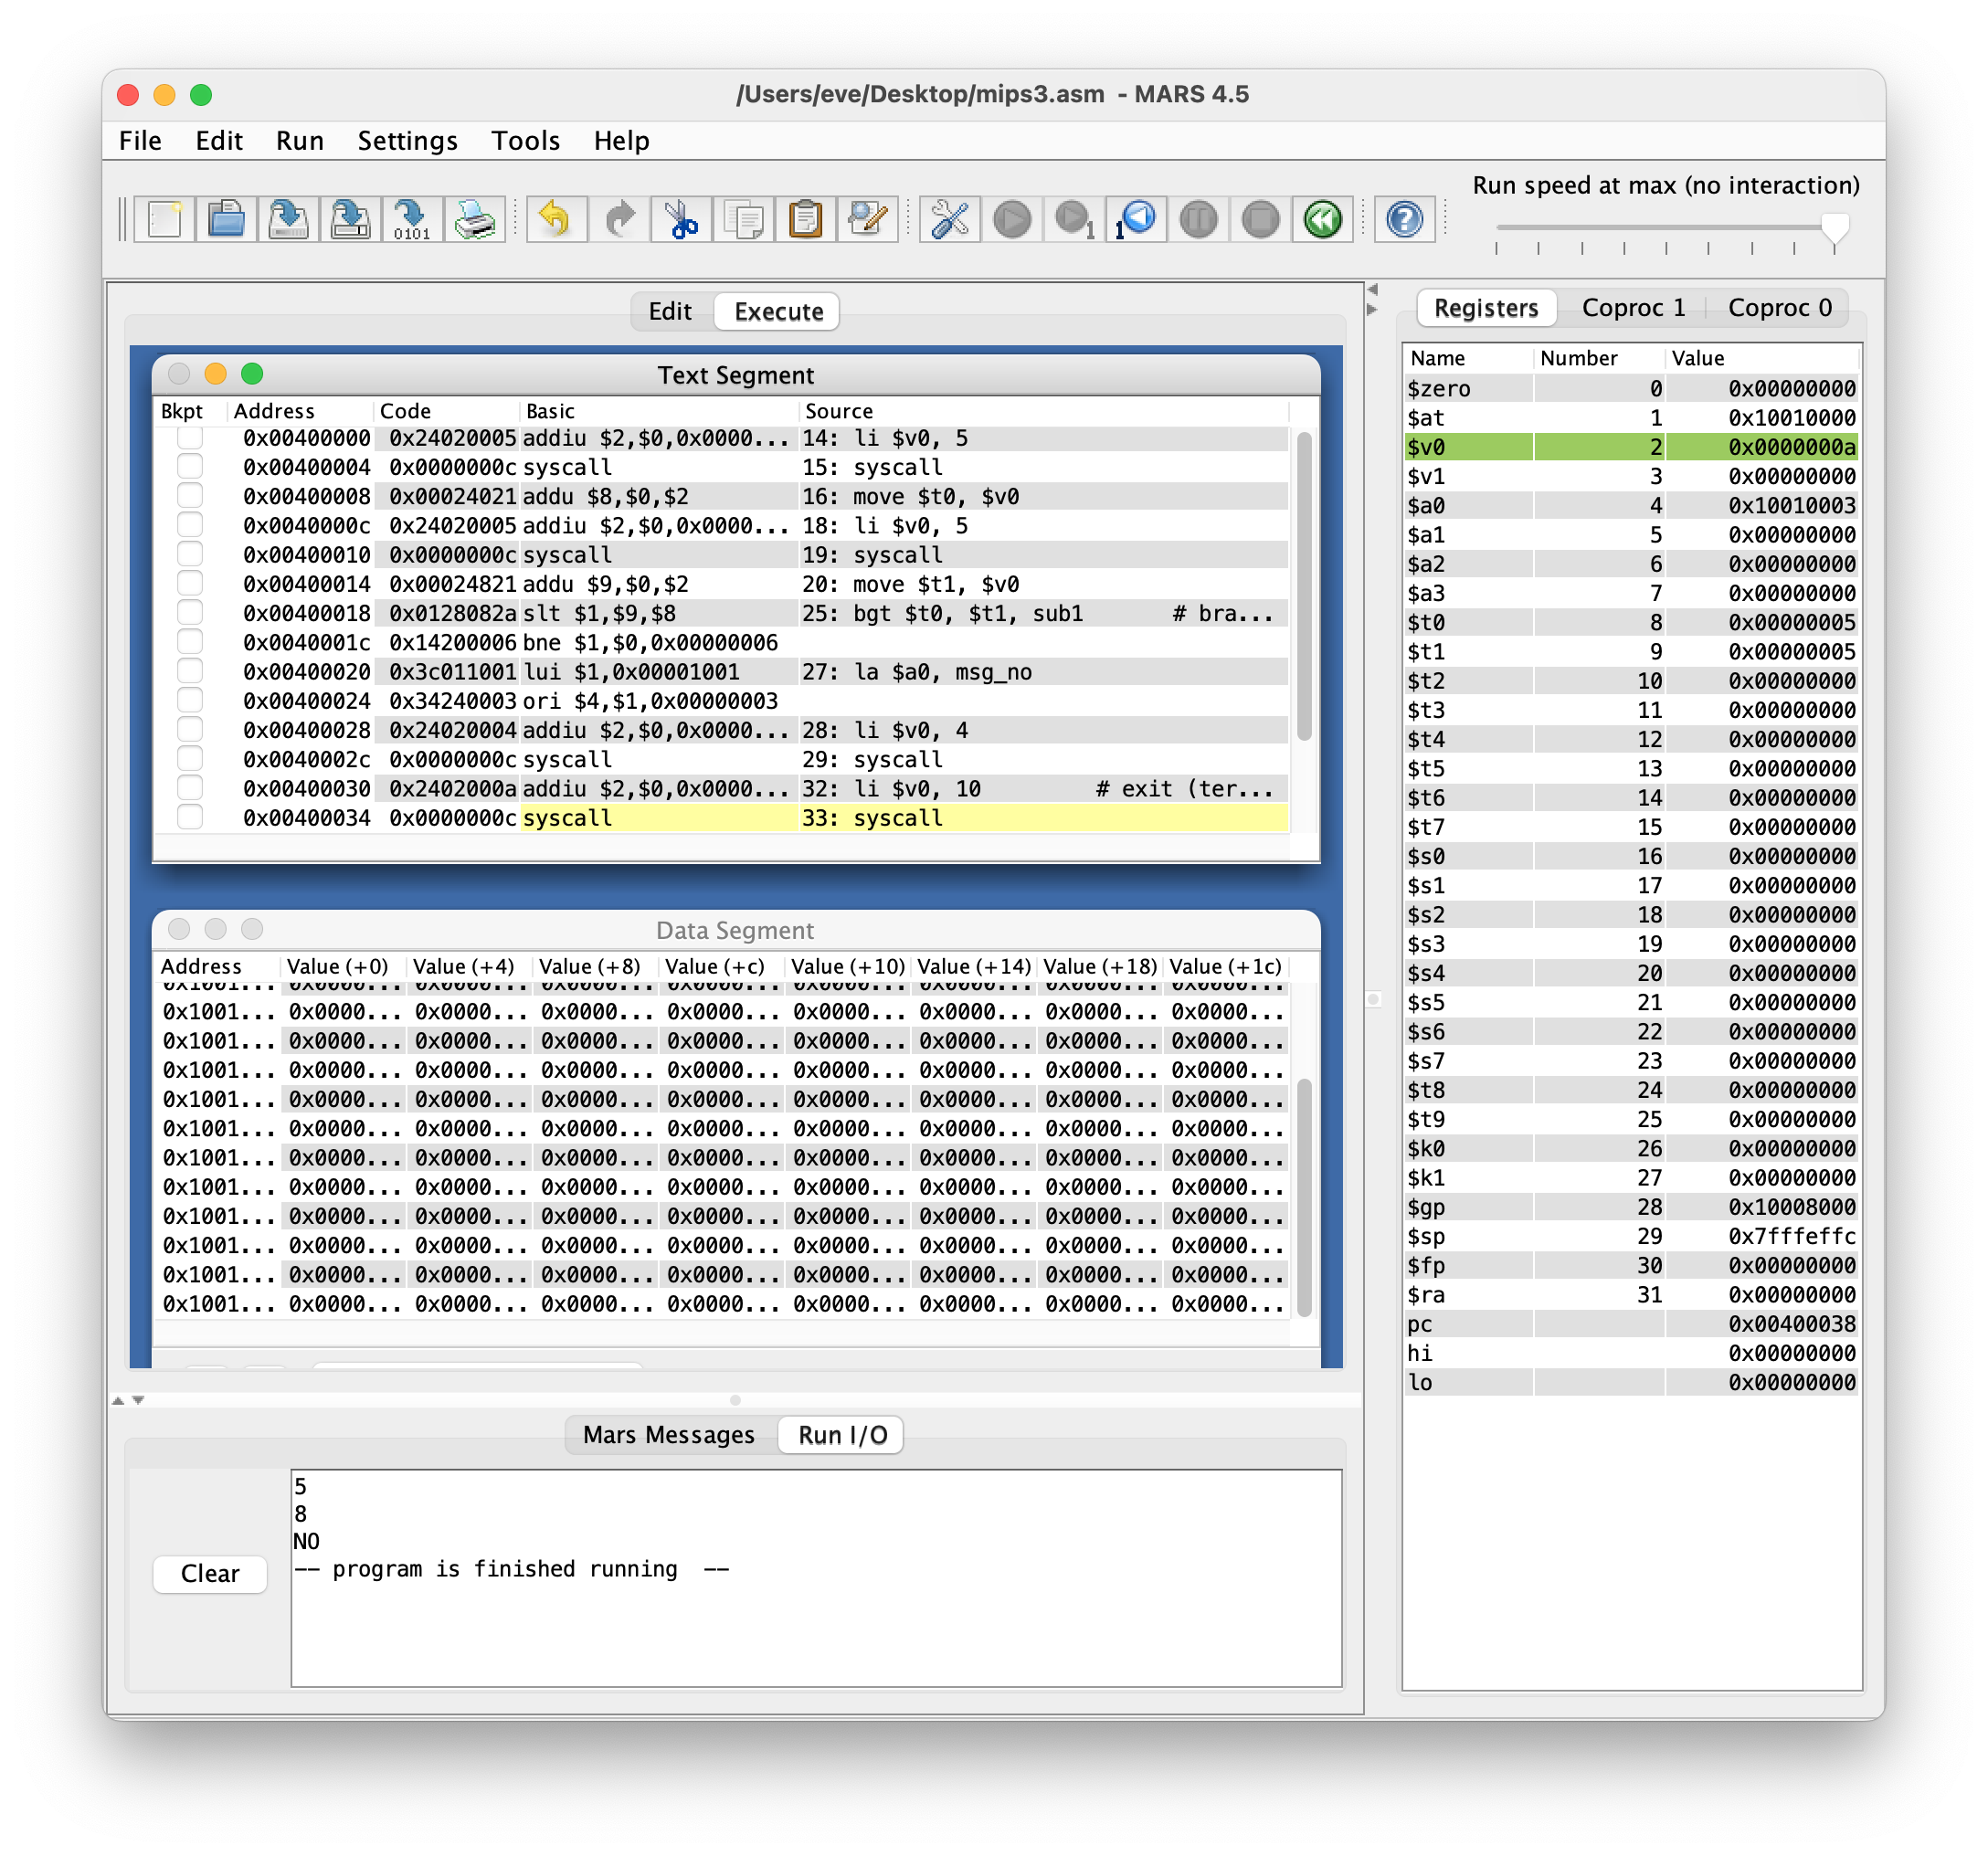 /Users/eve/Desktop/mips3.asm - MARS 4.5
File Edit Run Settings Tools Help
Run speed at max (no interaction)
0101
1
1
?
Edit Execute
Registers Coproc 1 Coproc 0
Text Segment
Bkpt Address Code Basic Source
0x00400000 0x24020005 addiu $2,$0,0x0000... 14: li $v0, 5
0x00400004 0x0000000c syscall 15: syscall
0x00400008 0x00024021 addu $8,$0,$2 16: move $t0, $v0
0x0040000c 0x24020005 addiu $2,$0,0x0000... 18: li $v0, 5
0x00400010 0x0000000c syscall 19: syscall
0x00400014 0x00024821 addu $9,$0,$2 20: move $t1, $v0
0x00400018 0x0128082a slt $1,$9,$8 25: bgt $t0, $t1, sub1 # bra...
0x0040001c 0x14200006 bne $1,$0,0x00000006
0x00400020 0x3c011001 lui $1,0x00001001 27: la $a0, msg_no
0x00400024 0x34240003 ori $4,$1,0x00000003
0x00400028 0x24020004 addiu $2,$0,0x0000... 28: li $v0, 4
0x0040002c 0x0000000c syscall 29: syscall
0x00400030 0x2402000a addiu $2,$0,0x0000... 32: li $v0, 10 # exit (ter...
0x00400034 0x0000000c syscall 33: syscall
Data Segment
Address Value (+0) Value (+4) Value (+8) Value (+c) Value (+10) Value (+14) Value (+18) Value (+1c)
0x1001... 0x0000... 0x0000... 0x0000... 0x0000... 0x0000... 0x0000... 0x0000... 0x0000...
0x1001... 0x0000... 0x0000... 0x0000... 0x0000... 0x0000... 0x0000... 0x0000... 0x0000...
0x1001... 0x0000... 0x0000... 0x0000... 0x0000... 0x0000... 0x0000... 0x0000... 0x0000...
0x1001... 0x0000... 0x0000... 0x0000... 0x0000... 0x0000... 0x0000... 0x0000... 0x0000...
0x1001... 0x0000... 0x0000... 0x0000... 0x0000... 0x0000... 0x0000... 0x0000... 0x0000...
0x1001... 0x0000... 0x0000... 0x0000... 0x0000... 0x0000... 0x0000... 0x0000... 0x0000...
0x1001... 0x0000... 0x0000... 0x0000... 0x0000... 0x0000... 0x0000... 0x0000... 0x0000...
0x1001... 0x0000... 0x0000... 0x0000... 0x0000... 0x0000... 0x0000... 0x0000... 0x0000...
0x1001... 0x0000... 0x0000... 0x0000... 0x0000... 0x0000... 0x0000... 0x0000... 0x0000...
0x1001... 0x0000... 0x0000... 0x0000... 0x0000... 0x0000... 0x0000... 0x0000... 0x0000...
0x1001... 0x0000... 0x0000... 0x0000... 0x0000... 0x0000... 0x0000... 0x0000... 0x0000...
0x1001... 0x0000... 0x0000... 0x0000... 0x0000... 0x0000... 0x0000... 0x0000... 0x0000...
Mars Messages Run I/O
Clear
5
8
NO
-- program is finished running --
Name Number Value
$zero 0 0x00000000
$at 1 0x10010000
$v0 2 0x0000000a
$v1 3 0x00000000
$a0 4 0x10010003
$a1 5 0x00000000
$a2 6 0x00000000
$a3 7 0x00000000
$t0 8 0x00000005
$t1 9 0x00000005
$t2 10 0x00000000
$t3 11 0x00000000
$t4 12 0x00000000
$t5 13 0x00000000
$t6 14 0x00000000
$t7 15 0x00000000
$s0 16 0x00000000
$s1 17 0x00000000
$s2 18 0x00000000
$s3 19 0x00000000
$s4 20 0x00000000
$s5 21 0x00000000
$s6 22 0x00000000
$s7 23 0x00000000
$t8 24 0x00000000
$t9 25 0x00000000
$k0 26 0x00000000
$k1 27 0x00000000
$gp 28 0x10008000
$sp 29 0x7fffeffc
$fp 30 0x00000000
$ra 31 0x00000000
pc 0x00400038
hi 0x00000000
lo 0x00000000